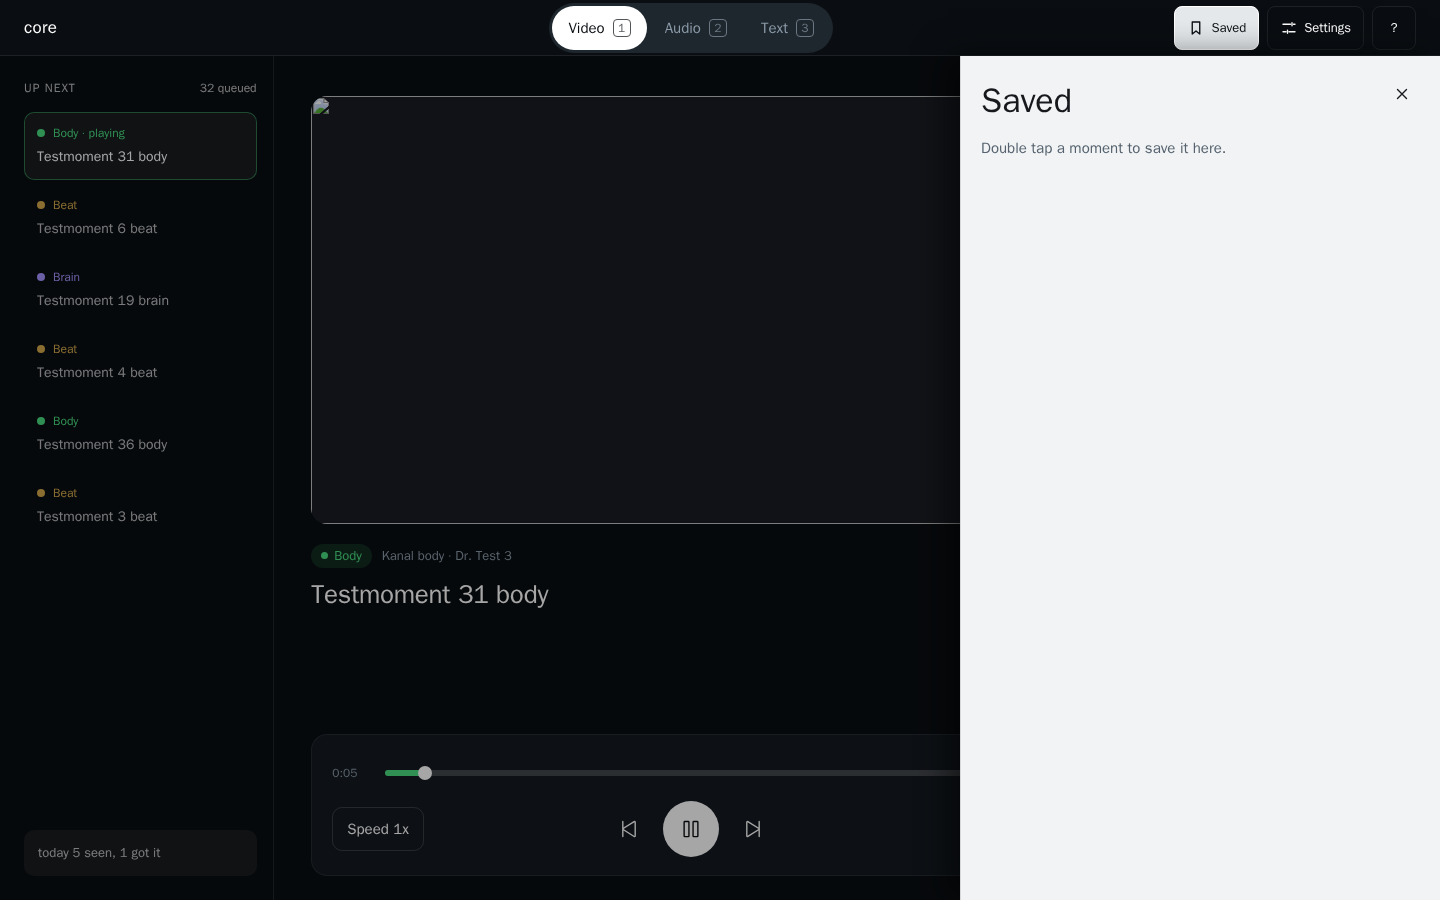 core
Video 1
Audio 2
Text 3
Saved
Settings
?
UP NEXT
32 queued
Body · playing
Testmoment 31 body
Beat
Testmoment 6 beat
Brain
Testmoment 19 brain
Beat
Testmoment 4 beat
Body
Testmoment 36 body
Beat
Testmoment 3 beat
today 5 seen, 1 got it
Body
Kanal body · Dr. Test 3
Testmoment 31 body
0:05
Speed 1x
Saved
Double tap a moment to save it here.